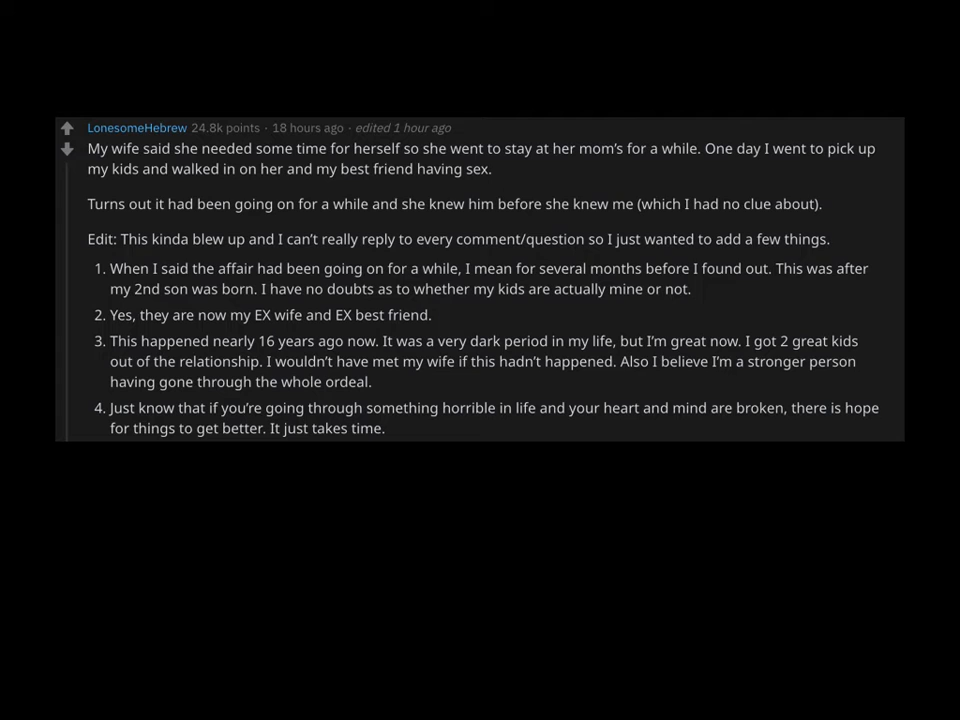 LonesomeHebrew 24.8k points · 18 hours ago · edited 1 hour ago
My wife said she needed some time for herself so she went to stay at her mom’s for a while. One day I went to pick up
my kids and walked in on her and my best friend having sex.
Turns out it had been going on for a while and she knew him before she knew me (which I had no clue about).
Edit: This kinda blew up and I can’t really reply to every comment/question so I just wanted to add a few things.
1. When I said the affair had been going on for a while, I mean for several months before I found out. This was after
my 2nd son was born. I have no doubts as to whether my kids are actually mine or not.
2. Yes, they are now my EX wife and EX best friend.
3. This happened nearly 16 years ago now. It was a very dark period in my life, but I’m great now. I got 2 great kids
out of the relationship. I wouldn’t have met my wife if this hadn’t happened. Also I believe I’m a stronger person
having gone through the whole ordeal.
4. Just know that if you’re going through something horrible in life and your heart and mind are broken, there is hope
for things to get better. It just takes time.